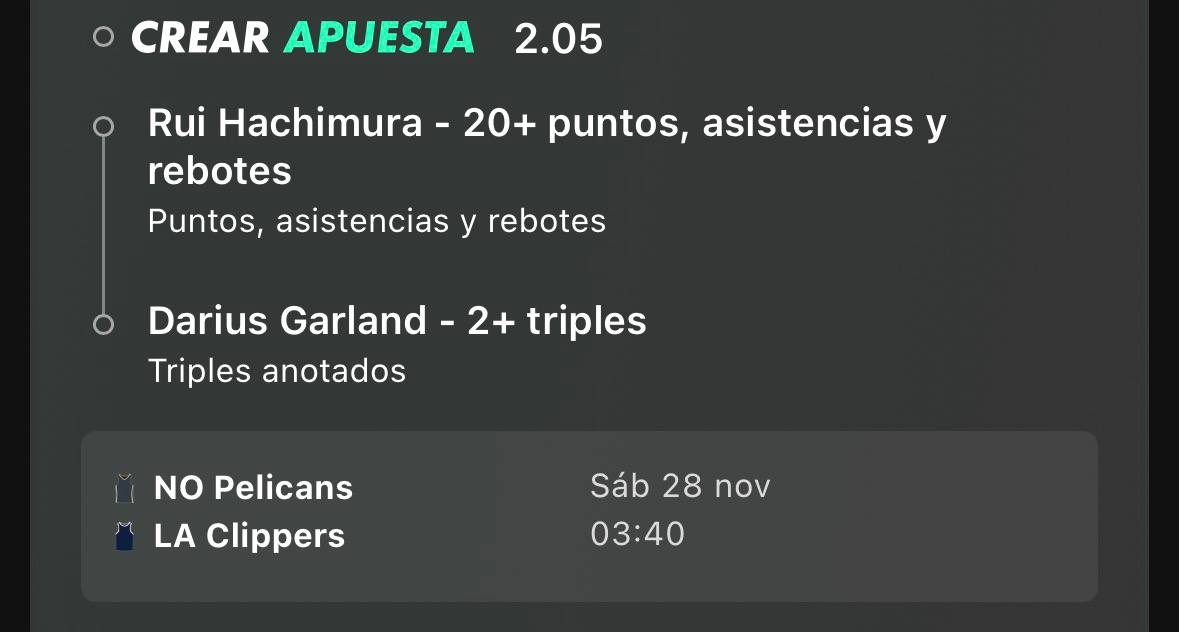 CREAR APUESTA 2.05
Rui Hachimura - 20+ puntos, asistencias y
rebotes
Puntos, asistencias y rebotes
Darius Garland - 2+ triples
Triples anotados
NO Pelicans
LA Clippers
Sáb 28 nov
03:40